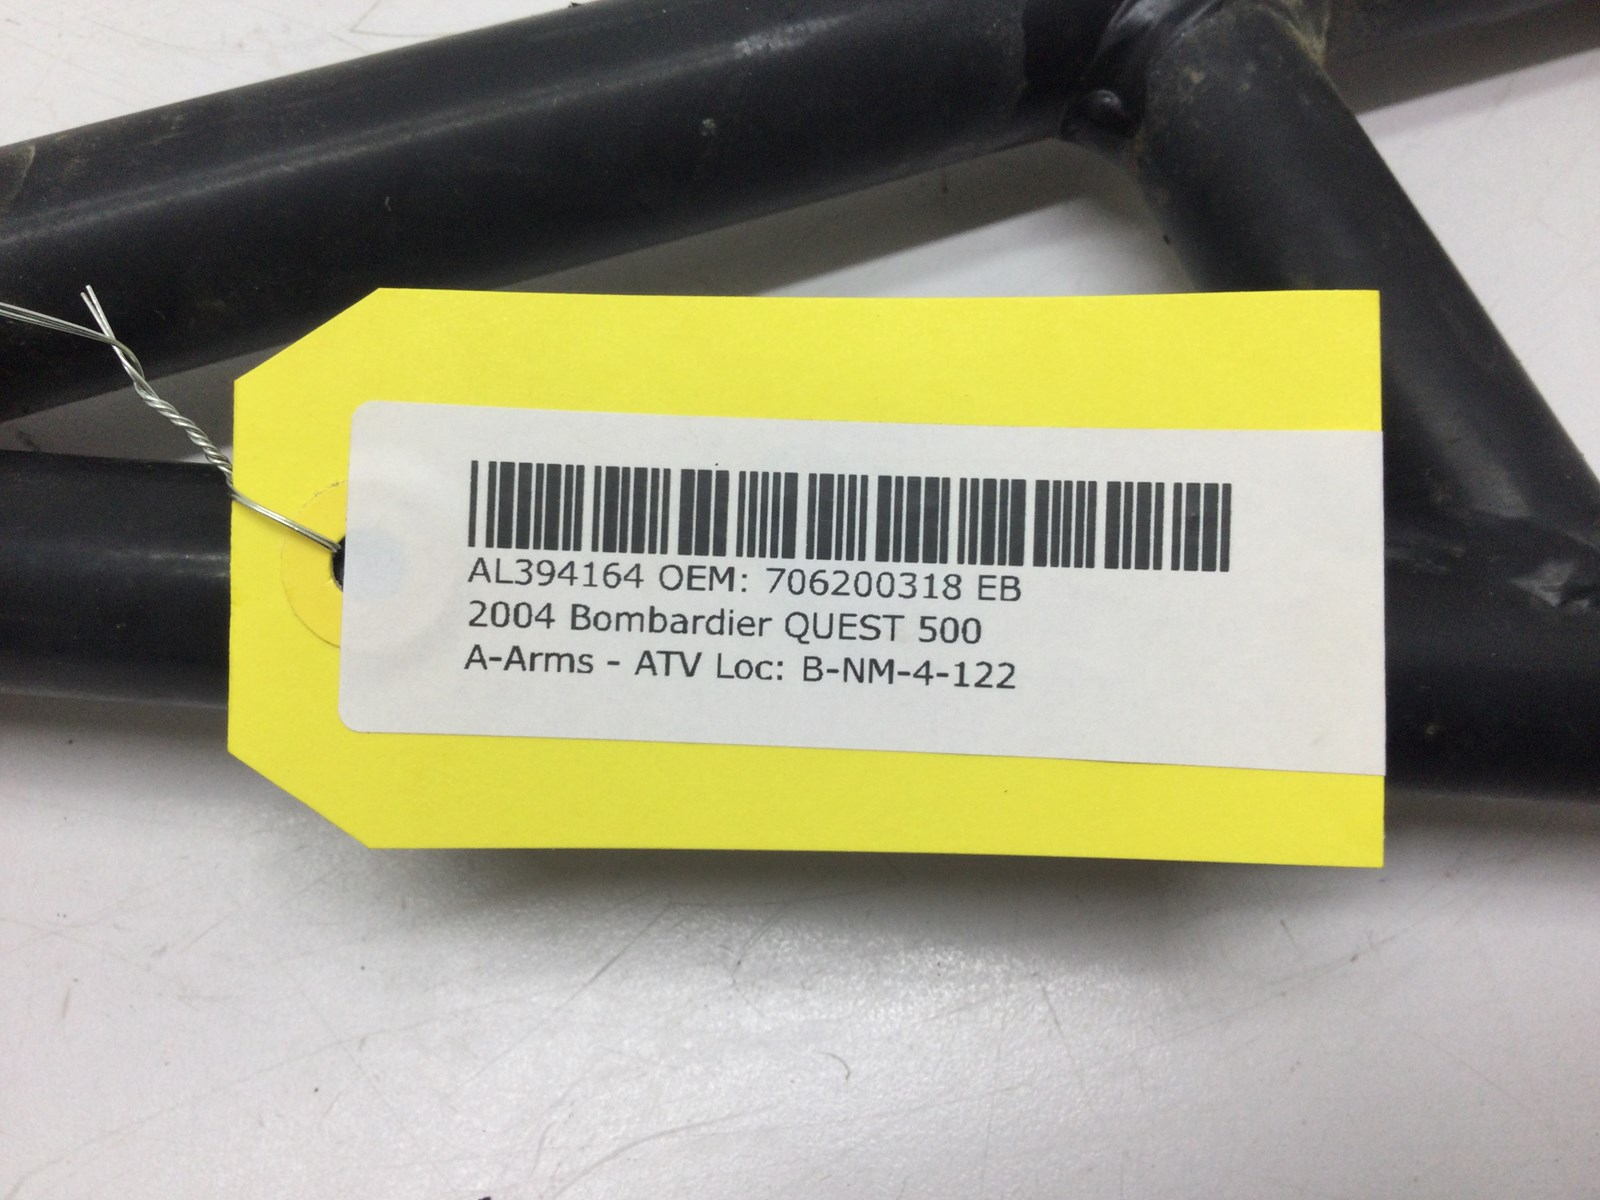 AL394164 OEM: 706200318 EB
2004 Bombardier QUEST 500
A-Arms - ATV Loc: B-NM-4-122